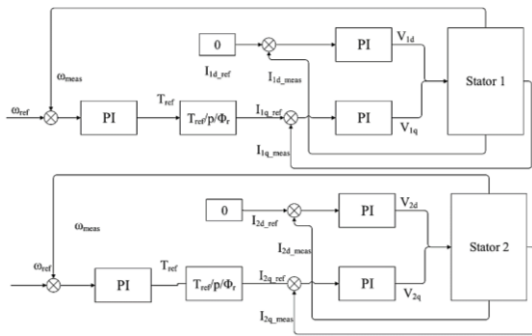 0
PI
V1d
I1d_ref
I1d_meas
ωmeas
Stator 1
ωref
PI
Tref
Tref/p/Φr
I1q_ref
PI
I1q_meas
V1q
0
PI
V2d
I2d_ref
I2d_meas
ωmeas
Stator 2
ωref
PI
Tref
Tref/p/Φr
I2q_ref
PI
I2q_meas
V2q